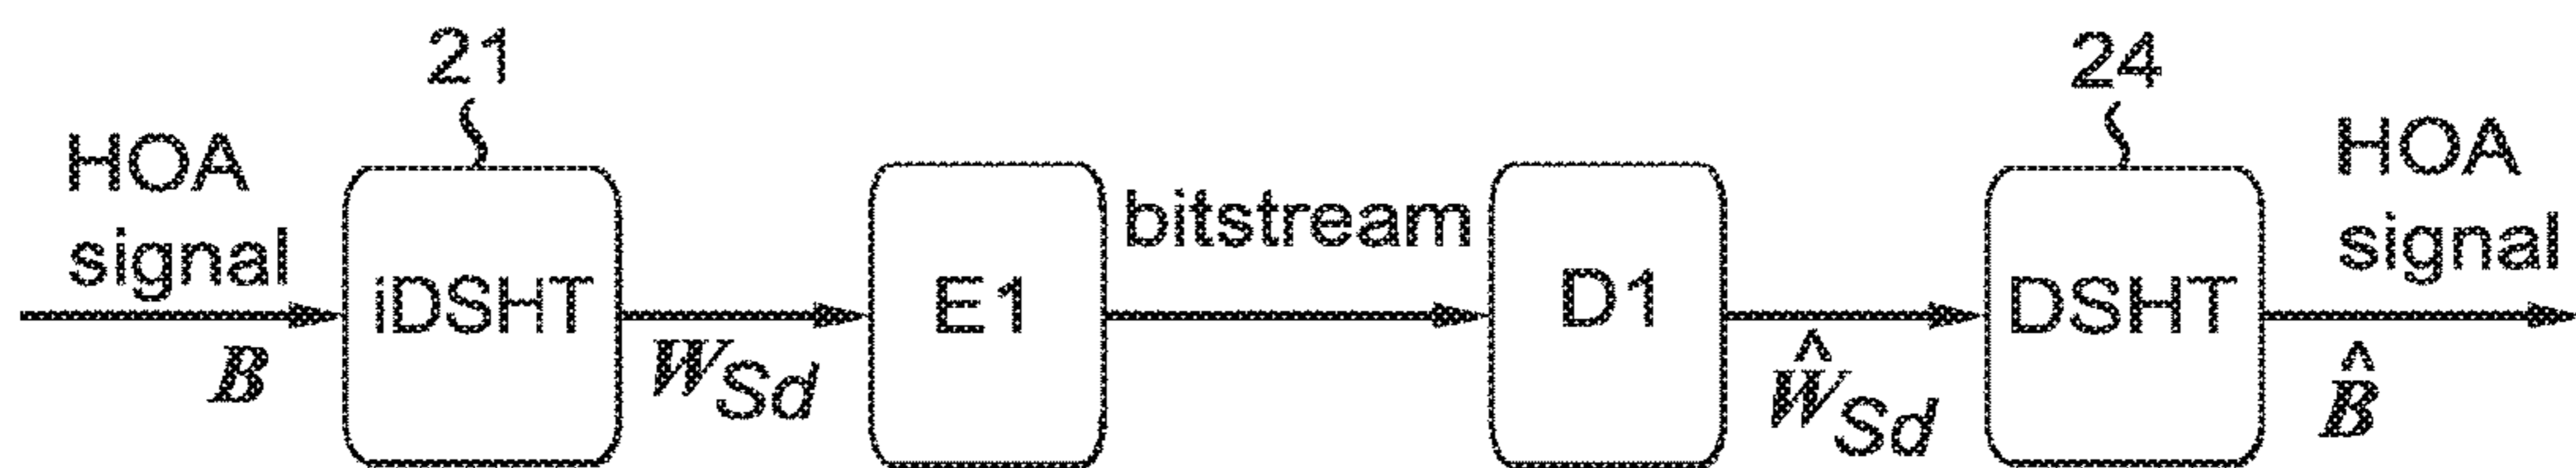 21
24
HOA
signal
HOA
signal
bitstream
iDSHT
E1
D1
DSHT
B
W_Sd
Ŵ_Sd
B̂